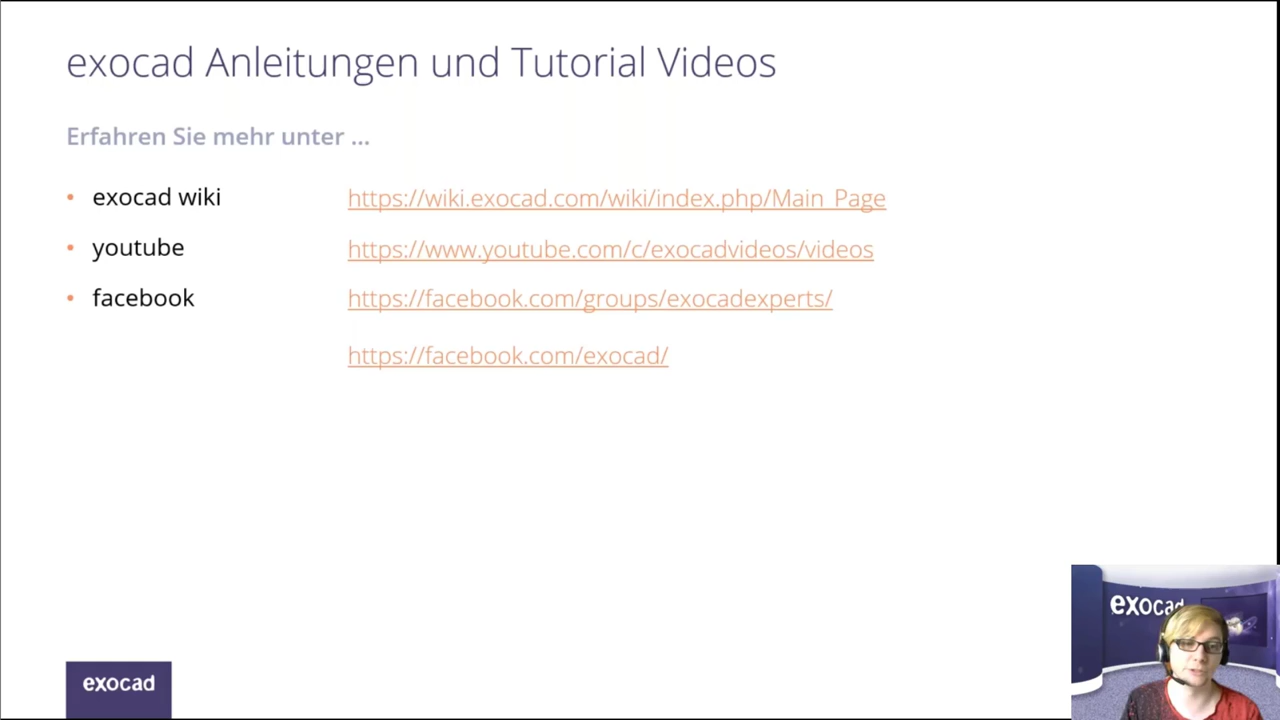 exocad Anleitungen und Tutorial Videos
Erfahren Sie mehr unter ...
• exocad wiki https://wiki.exocad.com/wiki/index.php/Main_Page
• youtube https://www.youtube.com/c/exocadvideos/videos
• facebook https://facebook.com/groups/exocadexperts/
https://facebook.com/exocad/
exocad
exocad